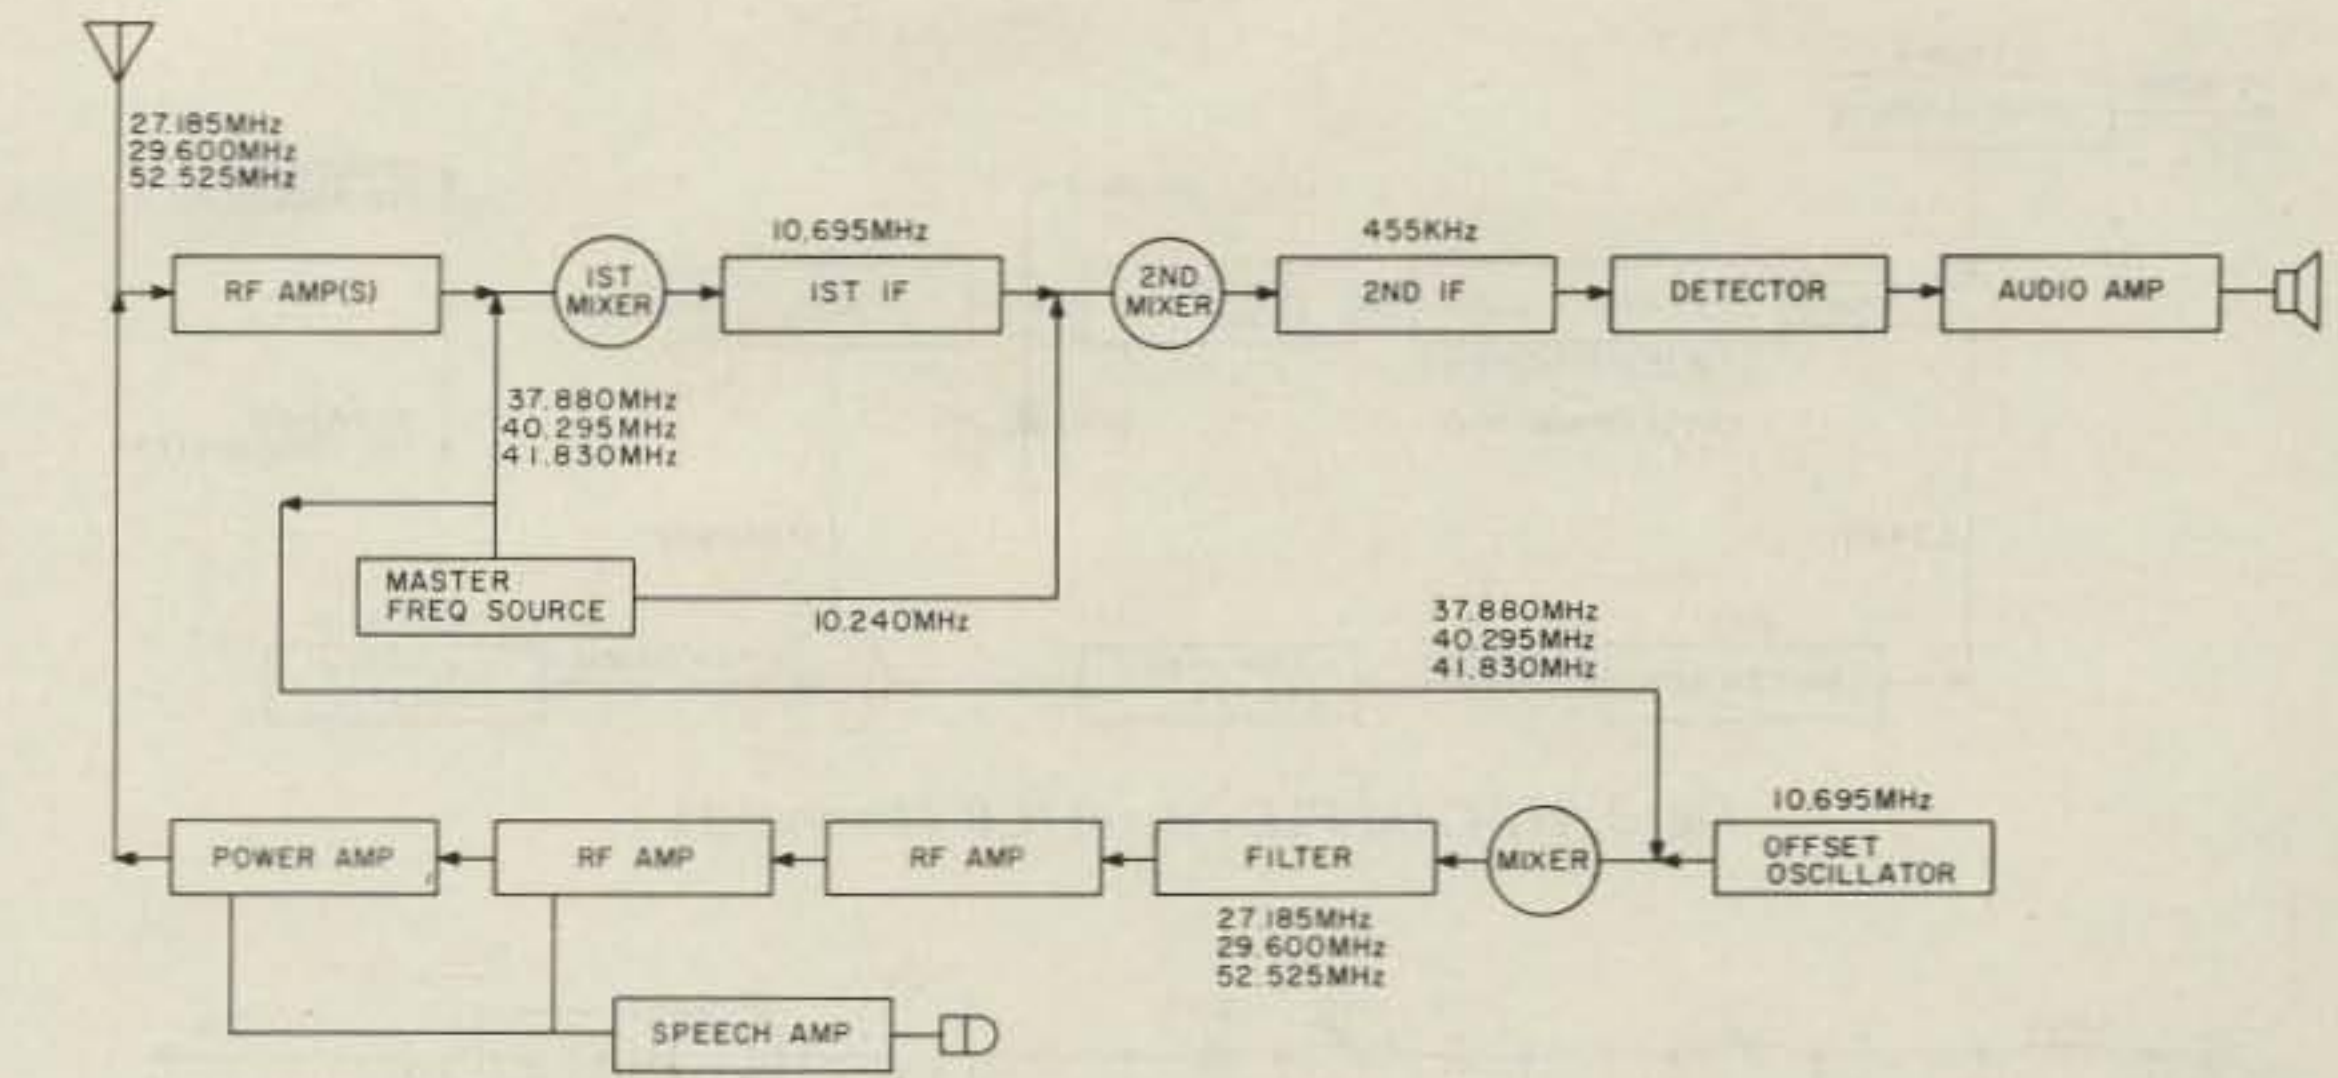 27.185MHz
29.600MHz
52.525MHz
RF AMP(S)
1ST
MIXER
10.695MHz
1ST IF
2ND
MIXER
455KHz
2ND IF
DETECTOR
AUDIO AMP
37.880MHz
40.295MHz
41.830MHz
MASTER
FREQ SOURCE
10.240MHz
37.880MHz
40.295MHz
41.830MHz
POWER AMP
RF AMP
RF AMP
FILTER
MIXER
10.695MHz
OFFSET
OSCILLATOR
27.185MHz
29.600MHz
52.525MHz
SPEECH AMP